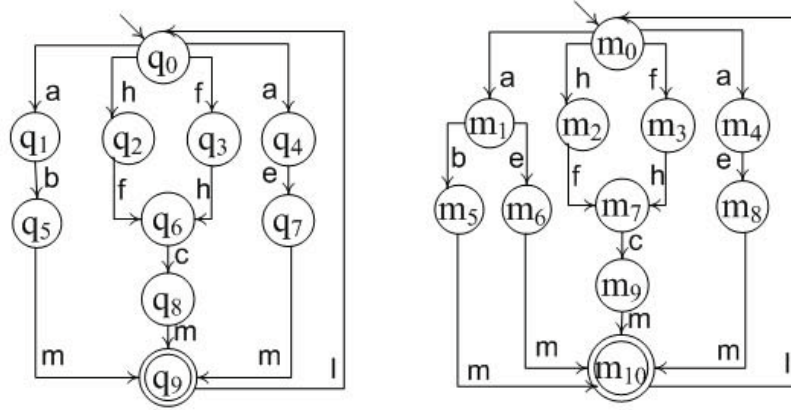 q0 m0
a h f a a h f a
q1 q2 q3 q4 m1 m2 m3 m4
b f h e b e f h e
q5 q6 q7 m5 m6 m7 m8
c c
q8 m9
m m m m m m m
q9 l m10 l